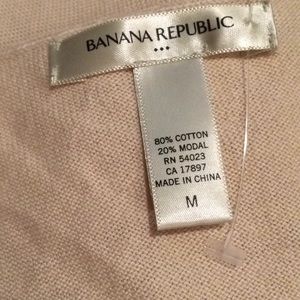 BANANA REPUBLIC
80% COTTON
20% MODAL
RN 54023
CA 17897
MADE IN CHINA
M